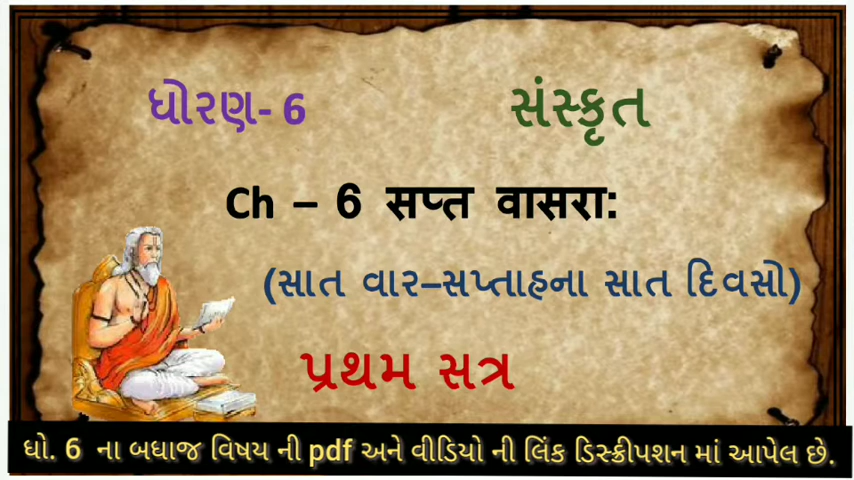 ધોરણ- 6 સંસ્કૃત
Ch – 6 सप्त वासरा:
(સાત વાર–સપ્તાહના સાત દિવસો)
પ્રથમ સત્ર
ધો. 6 ના બધાજ વિષય ની pdf અને વીડિયો ની લિંક ડિસ્ક્રીપશન માં આપેલ છે.